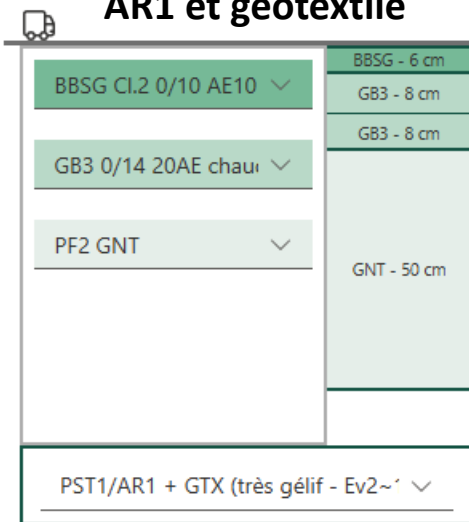 AR1 et géotextile
BBSG Cl.2 0/10 AE10
GB3 0/14 20AE
PF2 GNT
BBSG - 6 cm
GB3 - 8 cm
GB3 - 8 cm
GNT - 50 cm
PST1/AR1 + GTX (très gélif - Ev2~